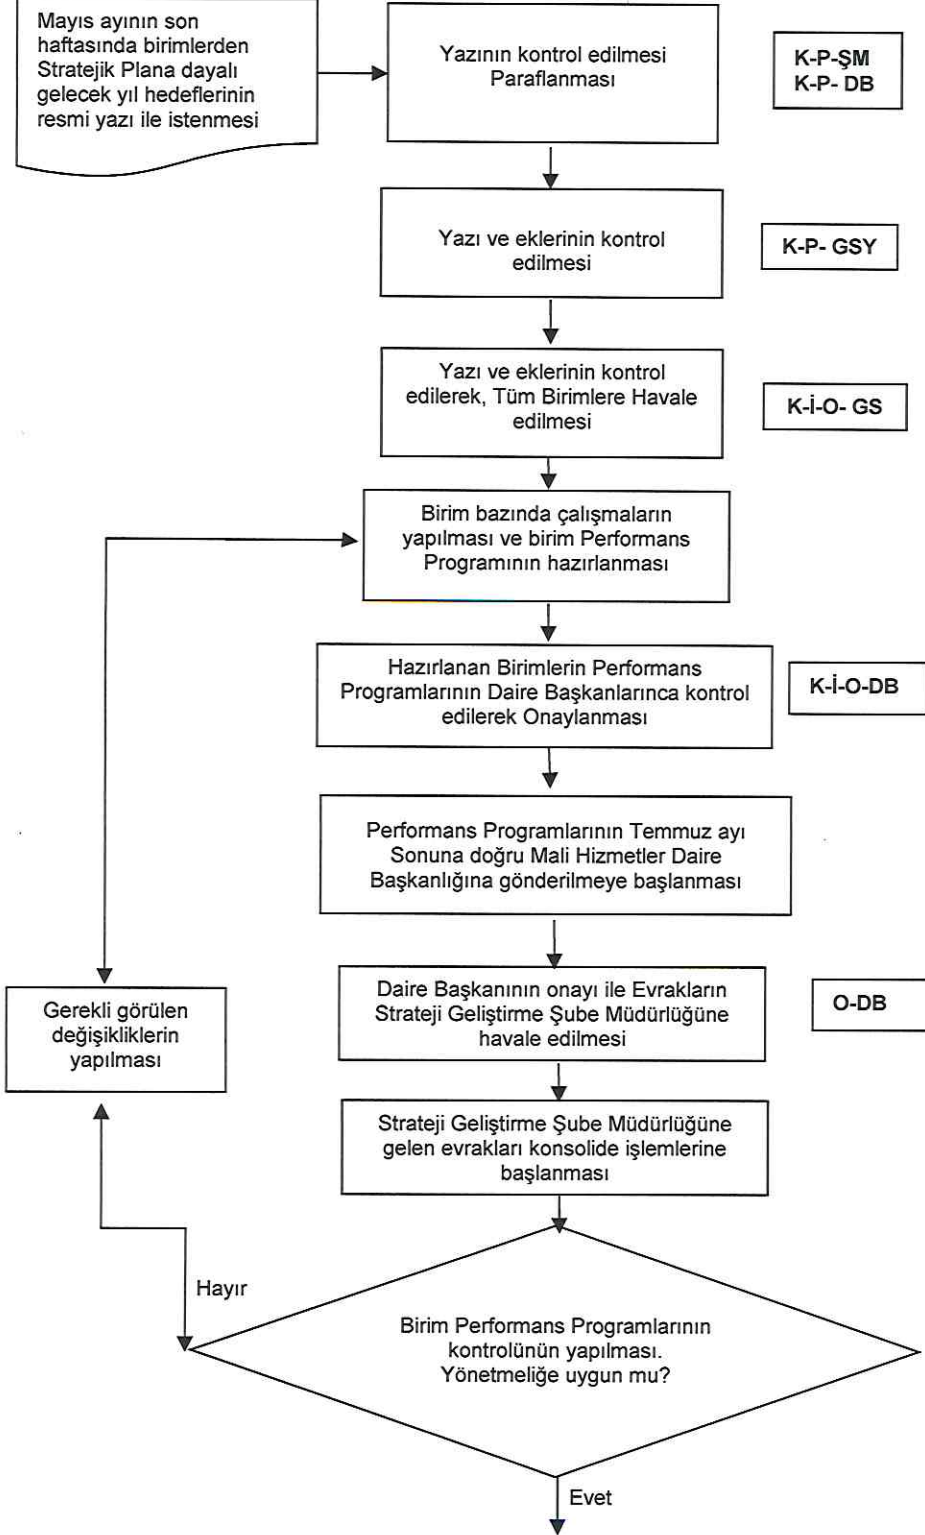 Mayıs ayının son
haftasında birimlerden
Stratejik Plana dayalı
gelecek yıl hedeflerinin
resmi yazı ile istenmesi
Yazının kontrol edilmesi
Paraflanması
K-P-ŞM
K-P- DB
Yazı ve eklerinin kontrol
edilmesi
K-P- GSY
Yazı ve eklerinin kontrol
edilerek, Tüm Birimlere Havale
edilmesi
K-İ-O- GS
Birim bazında çalışmaların
yapılması ve birim Performans
Programının hazırlanması
Hazırlanan Birimlerin Performans
Programlarının Daire Başkanlarınca kontrol
edilerek Onaylanması
K-İ-O-DB
Performans Programlarının Temmuz ayı
Sonuna doğru Mali Hizmetler Daire
Başkanlığına gönderilmeye başlanması
Daire Başkanının onayı ile Evrakların
Strateji Geliştirme Şube Müdürlüğüne
havale edilmesi
O-DB
Gerekli görülen
değişikliklerin
yapılması
Strateji Geliştirme Şube Müdürlüğüne
gelen evrakları konsolide işlemlerine
başlanması
Hayır
Birim Performans Programlarının
kontrolünün yapılması.
Yönetmeliğe uygun mu?
Evet